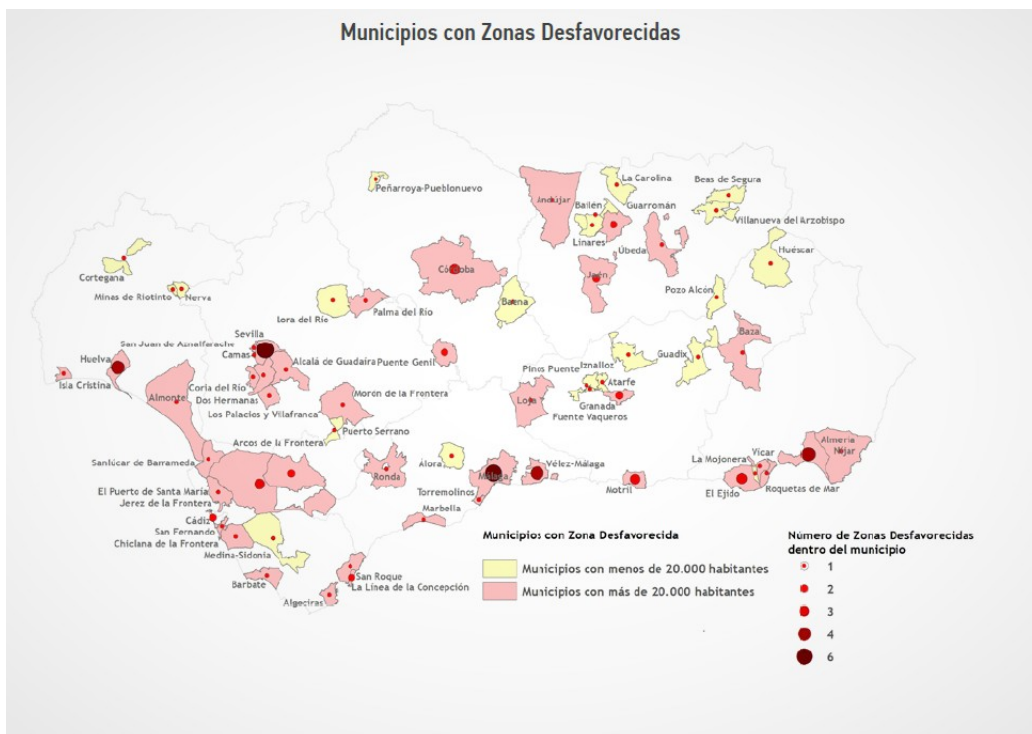 Municipios con Zonas Desfavorecidas
Peñarroya-Pueblonuevo
La Carolina
Beas de Segura
Andújar
Bailén
Guarromán
Villanueva del Arzobispo
Linares
Úbeda
Huéscar
Cortegana
Córdoba
Jaén
Minas de Riotinto
Nerva
Pozo Alcón
Lora del Río
Palma del Río
Baena
Sevilla
Baza
San Juan de Aznalfarache
Camas
Huelva
Alcalá de Guadaira
Puente Genil
Guadix
Iznalloz
Pinos Puente
Atarfe
Isla Cristina
Coria del Río
Dos Hermanas
Morón de la Frontera
Almonte
Loja
Granada
Los Palacios y Villafranca
Fuente Vaqueros
Puerto Serrano
Arcos de la Frontera
Almería
Níjar
Vícar
La Mojonera
Sanlúcar de Barrameda
Álora
Vélez-Málaga
Málaga
Ronda
Roquetas de Mar
El Puerto de Santa María
Torremolinos
Motril
El Ejido
Jerez de la Frontera
Marbella
Cádiz
San Fernando
Chiclana de la Frontera
Medina-Sidonia
Barbate
San Roque
La Línea de la Concepción
Algeciras
Municipios con Zona Desfavorecida
Municipios con menos de 20.000 habitantes
Municipios con más de 20.000 habitantes
Número de Zonas Desfavorecidas
dentro del municipio
1
2
3
4
6